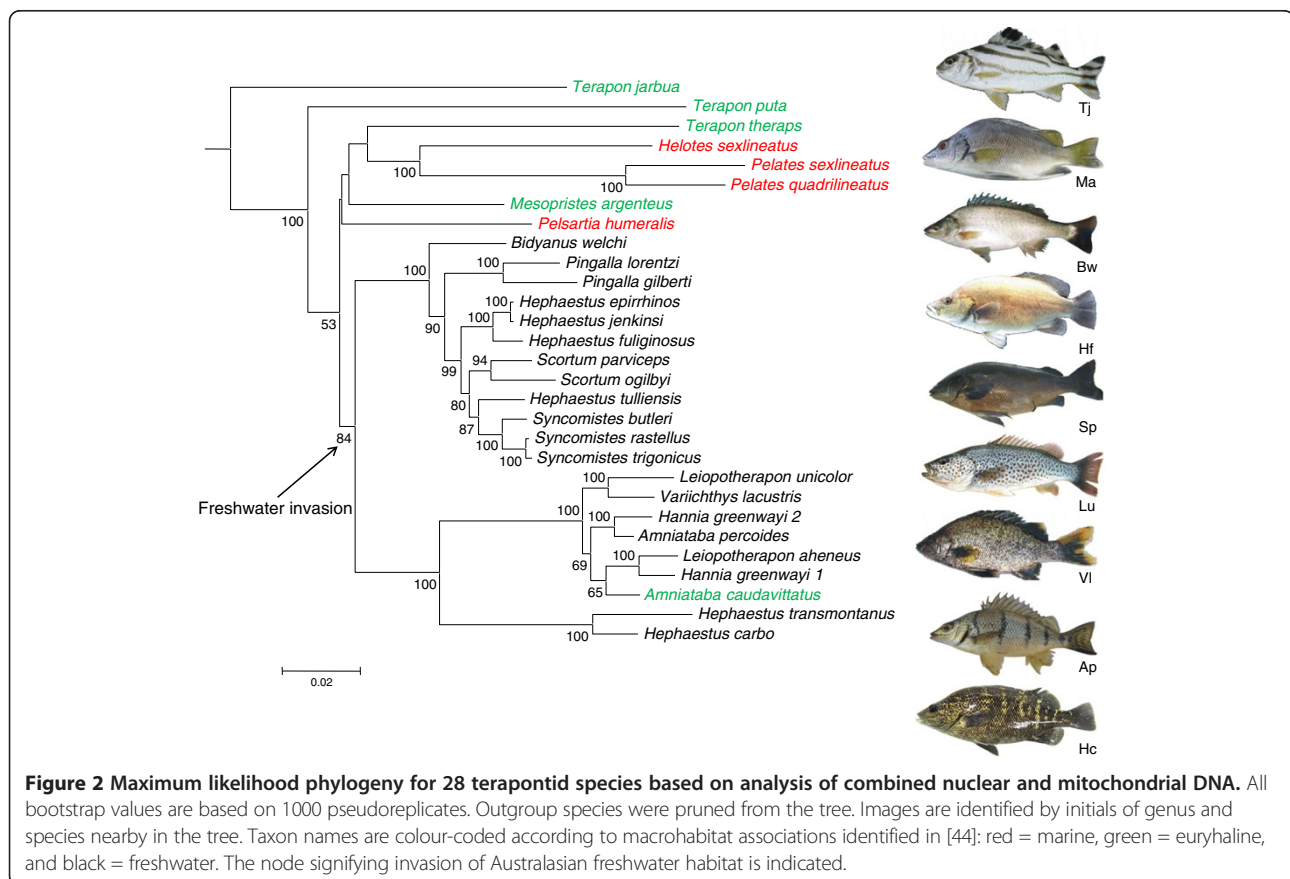 Terapon jarbua
Terapon puta
Terapon theraps
Helotes sexlineatus
100
Pelates sexlineatus
100
Pelates quadrilineatus
Mesopristes argenteus
100
Pelsartia humeralis
Bidyanus welchi
100
100
Pingalla lorentzi
Pingalla gilberti
100
Hephaestus epirrhinos
53
90
100
Hephaestus jenkinsi
Hephaestus fuliginosus
94
Scortum parviceps
99
Scortum ogilbyi
80
Hephaestus tulliensis
87
Syncomistes butleri
84
100
Syncomistes rastellus
100
Syncomistes trigonicus
Freshwater invasion
100
Leiopotherapon unicolor
100
Variichthys lacustris
100
Hannia greenwayi 2
Amniataba percoides
69
100
Leiopotherapon aheneus
100
Hannia greenwayi 1
65
Amniataba caudavittatus
Hephaestus transmontanus
100
Hephaestus carbo
0.02
Tj
Ma
Bw
Hf
Sp
Lu
Vl
Ap
Hc
Figure 2 Maximum likelihood phylogeny for 28 terapontid species based on analysis of combined nuclear and mitochondrial DNA. All
bootstrap values are based on 1000 pseudoreplicates. Outgroup species were pruned from the tree. Images are identified by initials of genus and
species nearby in the tree. Taxon names are colour-coded according to macrohabitat associations identified in [44]: red = marine, green = euryhaline,
and black = freshwater. The node signifying invasion of Australasian freshwater habitat is indicated.